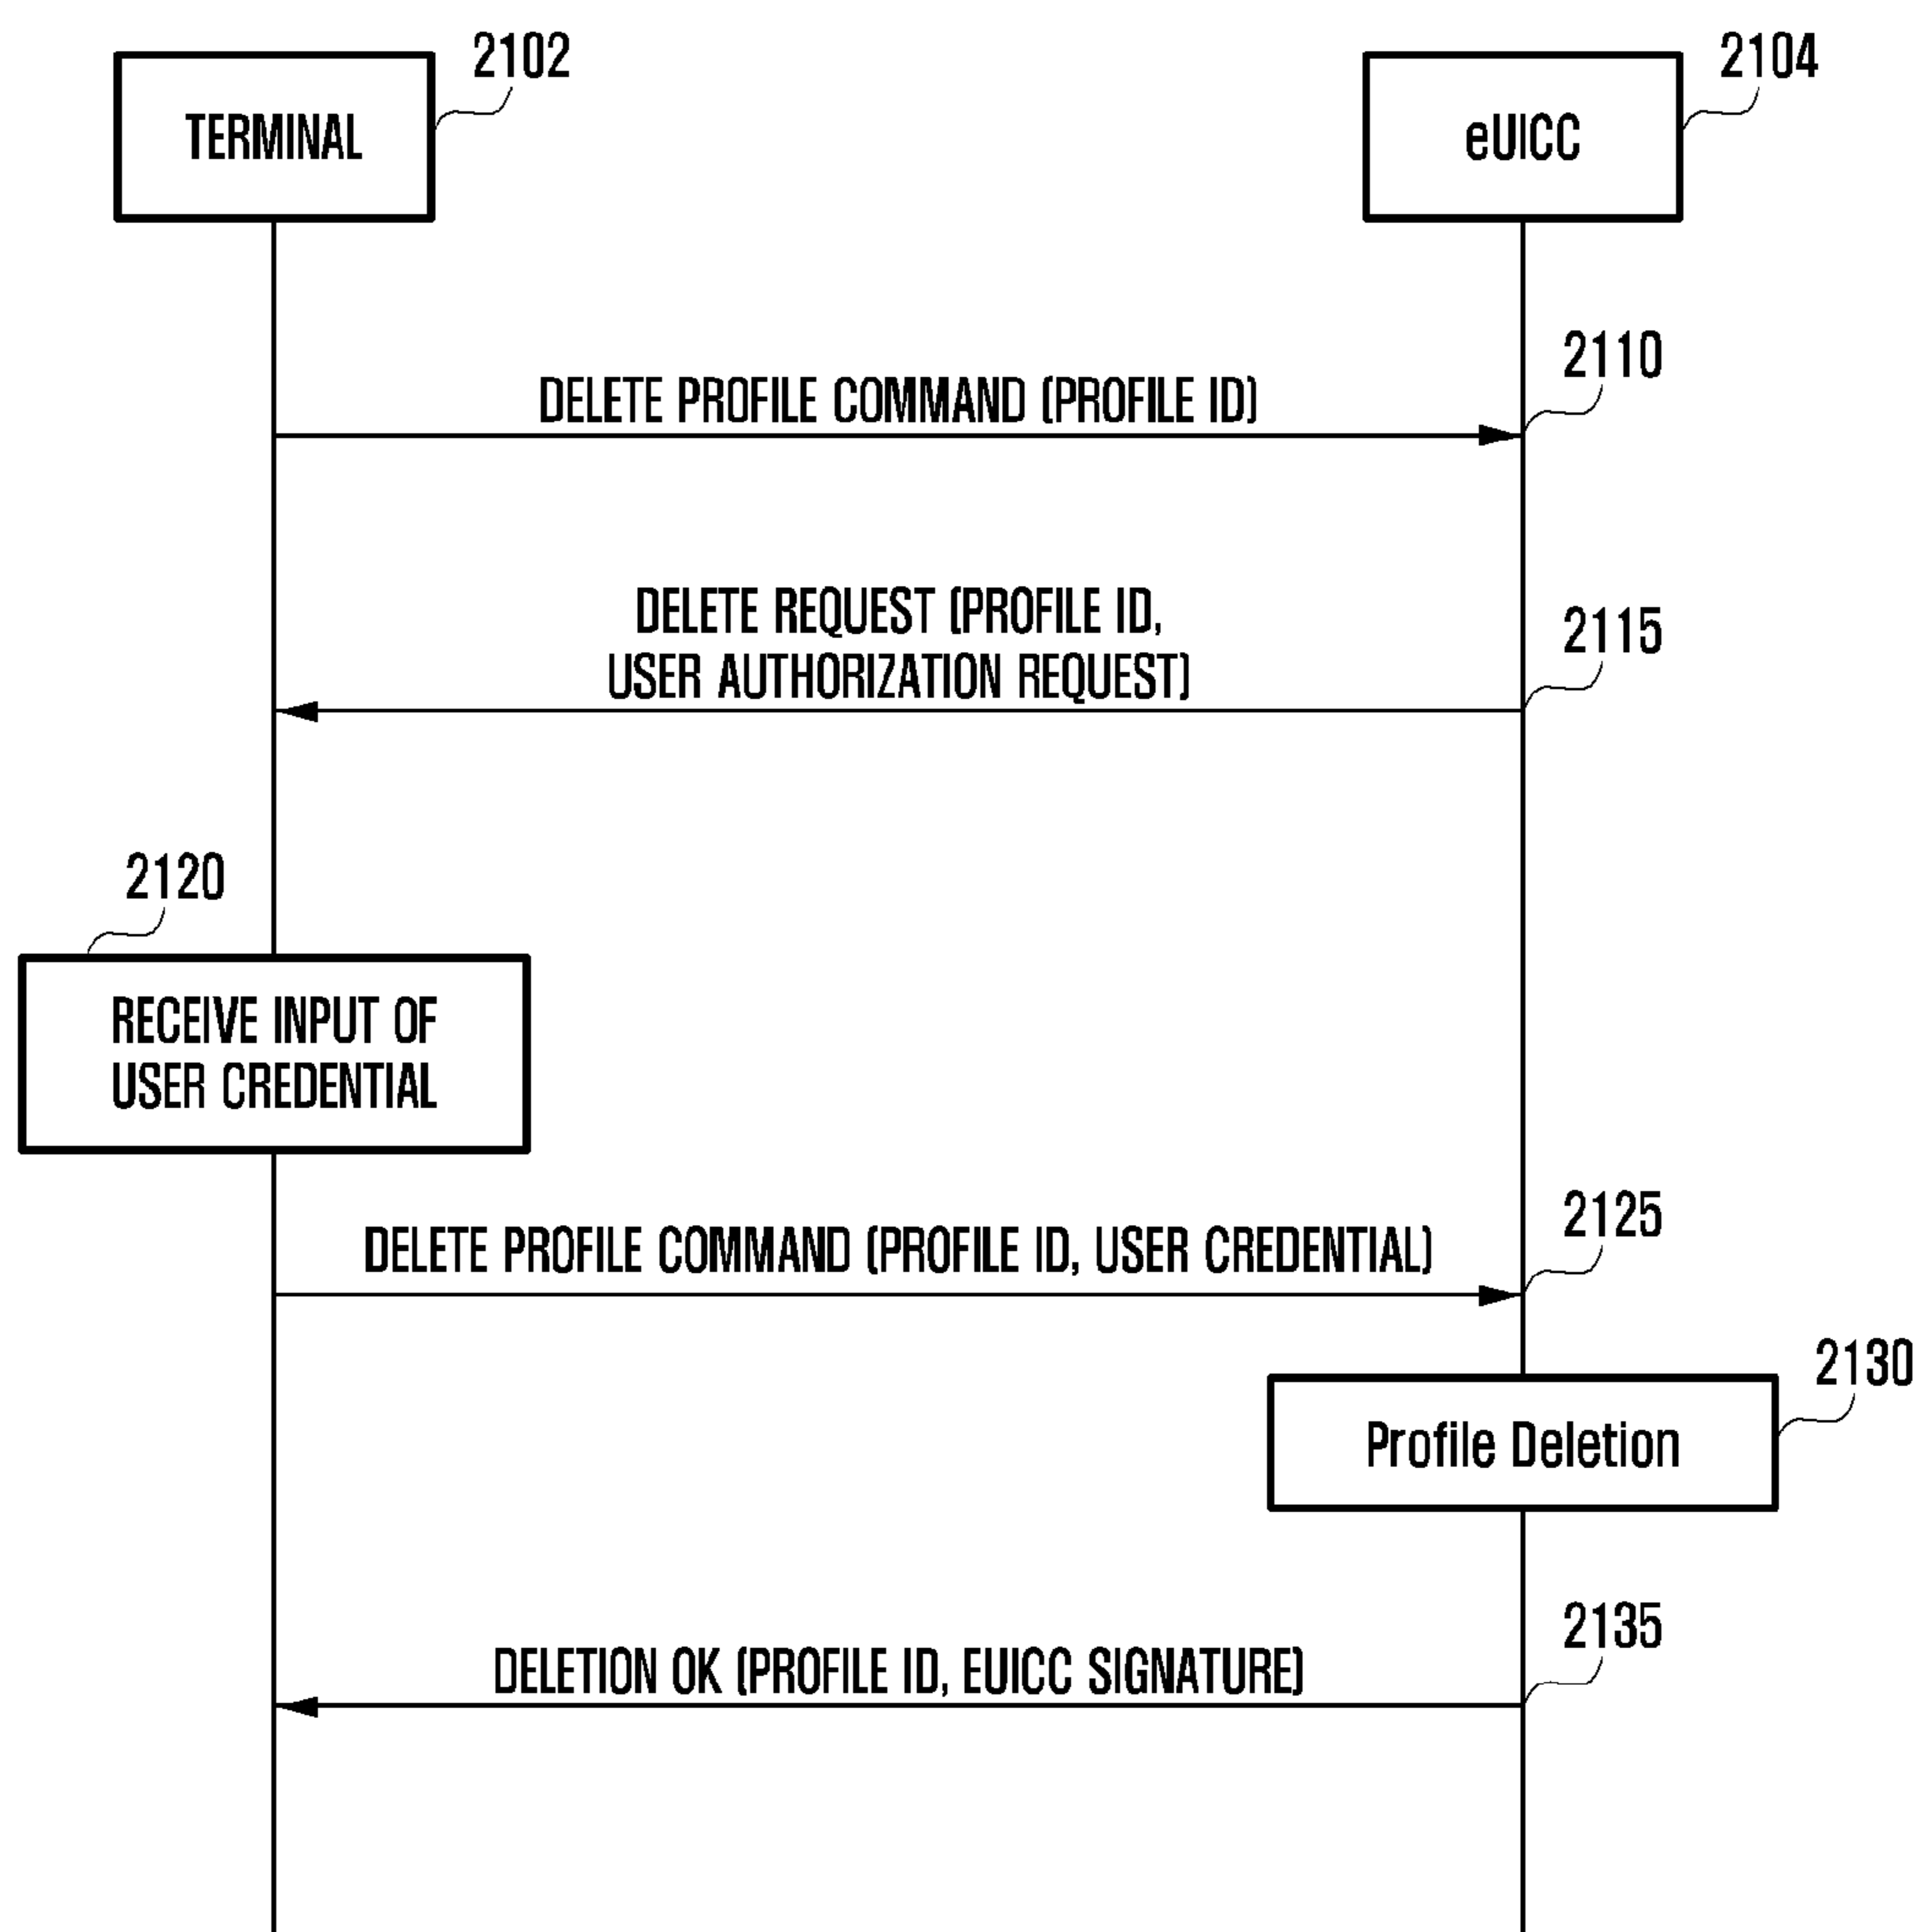 2102
2104
TERMINAL
eUICC
2110
DELETE PROFILE COMMAND (PROFILE ID)
DELETE REQUEST (PROFILE ID,
USER AUTHORIZATION REQUEST)
2115
2120
RECEIVE INPUT OF
USER CREDENTIAL
2125
DELETE PROFILE COMMAND (PROFILE ID, USER CREDENTIAL)
2130
Profile Deletion
2135
DELETION OK (PROFILE ID, EUICC SIGNATURE)